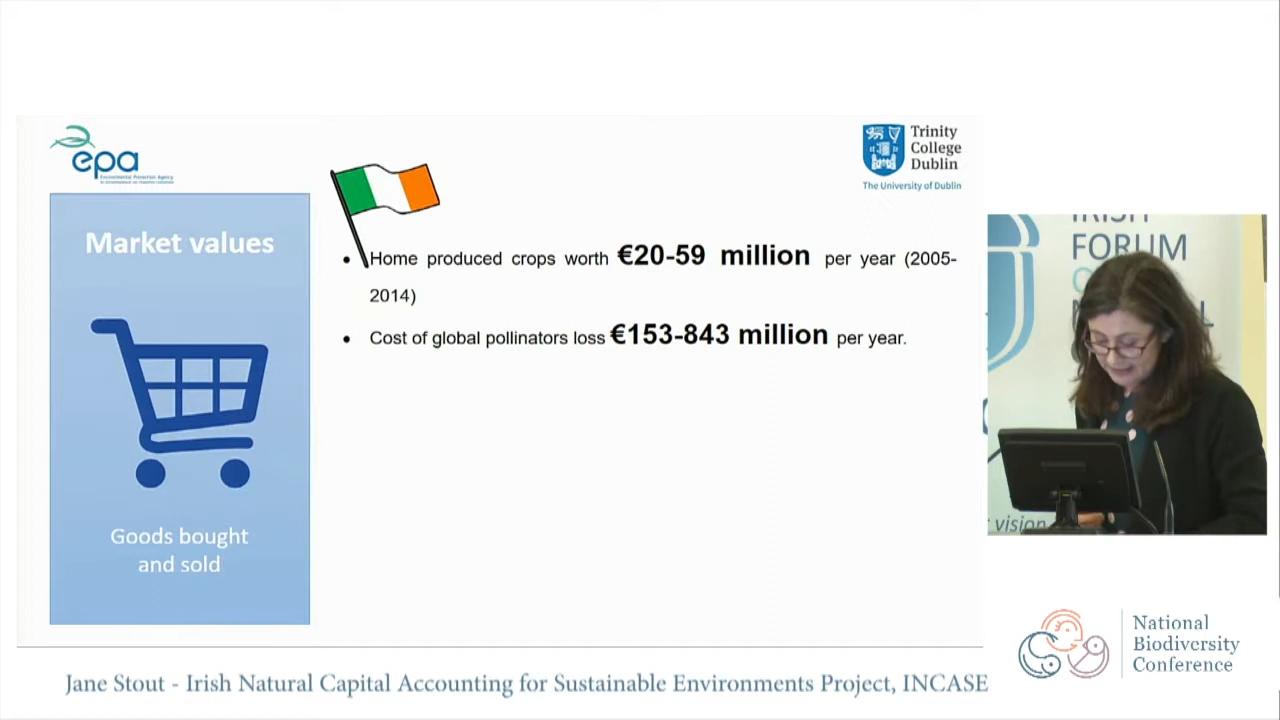 epa
Trinity
College
Dublin
The University of Dublin
Market values
Goods bought
and sold
• Home produced crops worth €20-59 million per year (2005-
2014)
• Cost of global pollinators loss €153-843 million per year.
IRISH
FORUM
vision
National
Biodiversity
Conference
Jane Stout - Irish Natural Capital Accounting for Sustainable Environments Project, INCASE